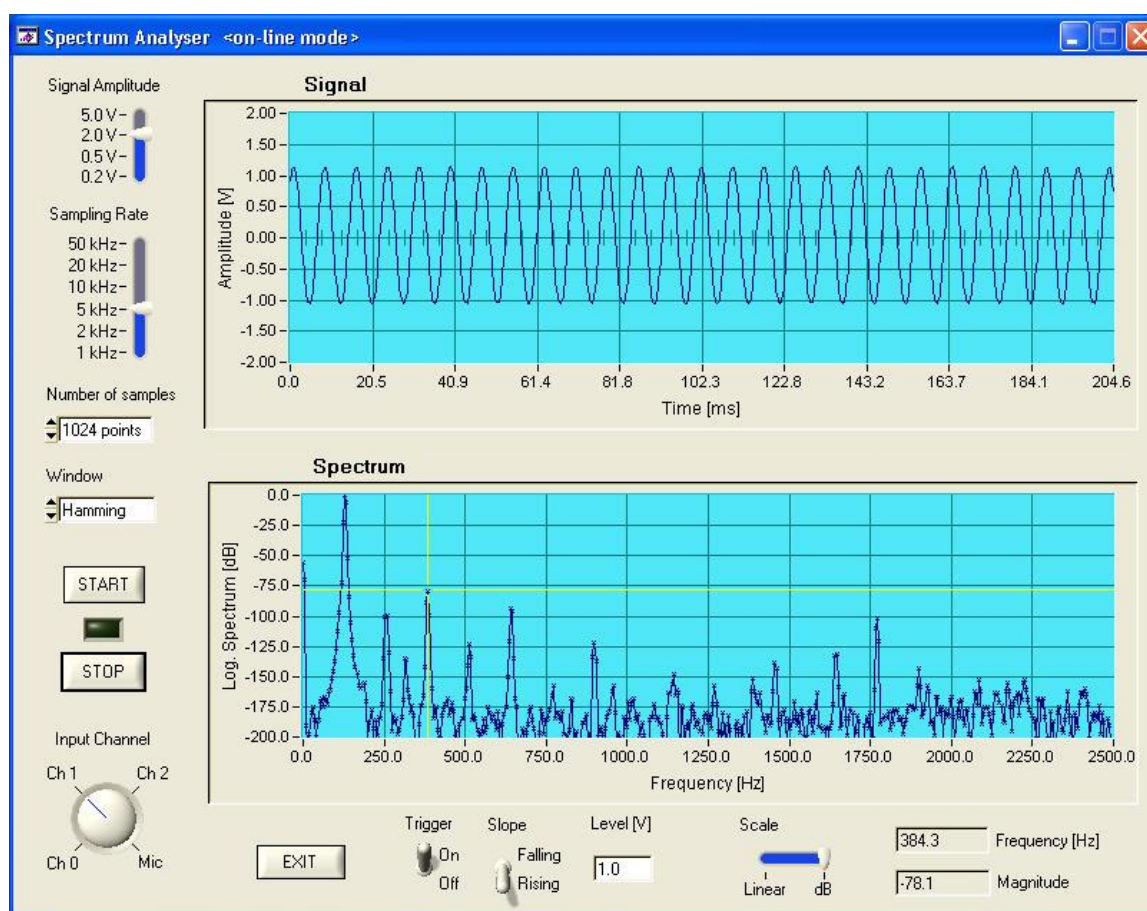 Spectrum Analyser <on-line mode>
Signal Amplitude
5.0 V
2.0 V
0.5 V
0.2 V
Sampling Rate
50 kHz
20 kHz
10 kHz
5 kHz
2 kHz
1 kHz
Number of samples
1024 points
Window
Hamming
START
STOP
Input Channel
Ch 1
Ch 2
Ch 0
Mic
Signal
Amplitude [V]
2.00
1.50
1.00
0.50
0.00
-0.50
-1.00
-1.50
-2.00
0.0 20.5 40.9 61.4 81.8 102.3 122.8 143.2 163.7 184.1 204.6
Time [ms]
Spectrum
Log. Spectrum [dB]
0.0
-25.0
-50.0
-75.0
-100.0
-125.0
-150.0
-175.0
-200.0
0.0 250.0 500.0 750.0 1000.0 1250.0 1500.0 1750.0 2000.0 2250.0 2500.0
Frequency [Hz]
EXIT
Trigger
On
Off
Slope
Falling
Rising
Level [V]
1.0
Scale
Linear dB
384.3 Frequency [Hz]
-78.1 Magnitude